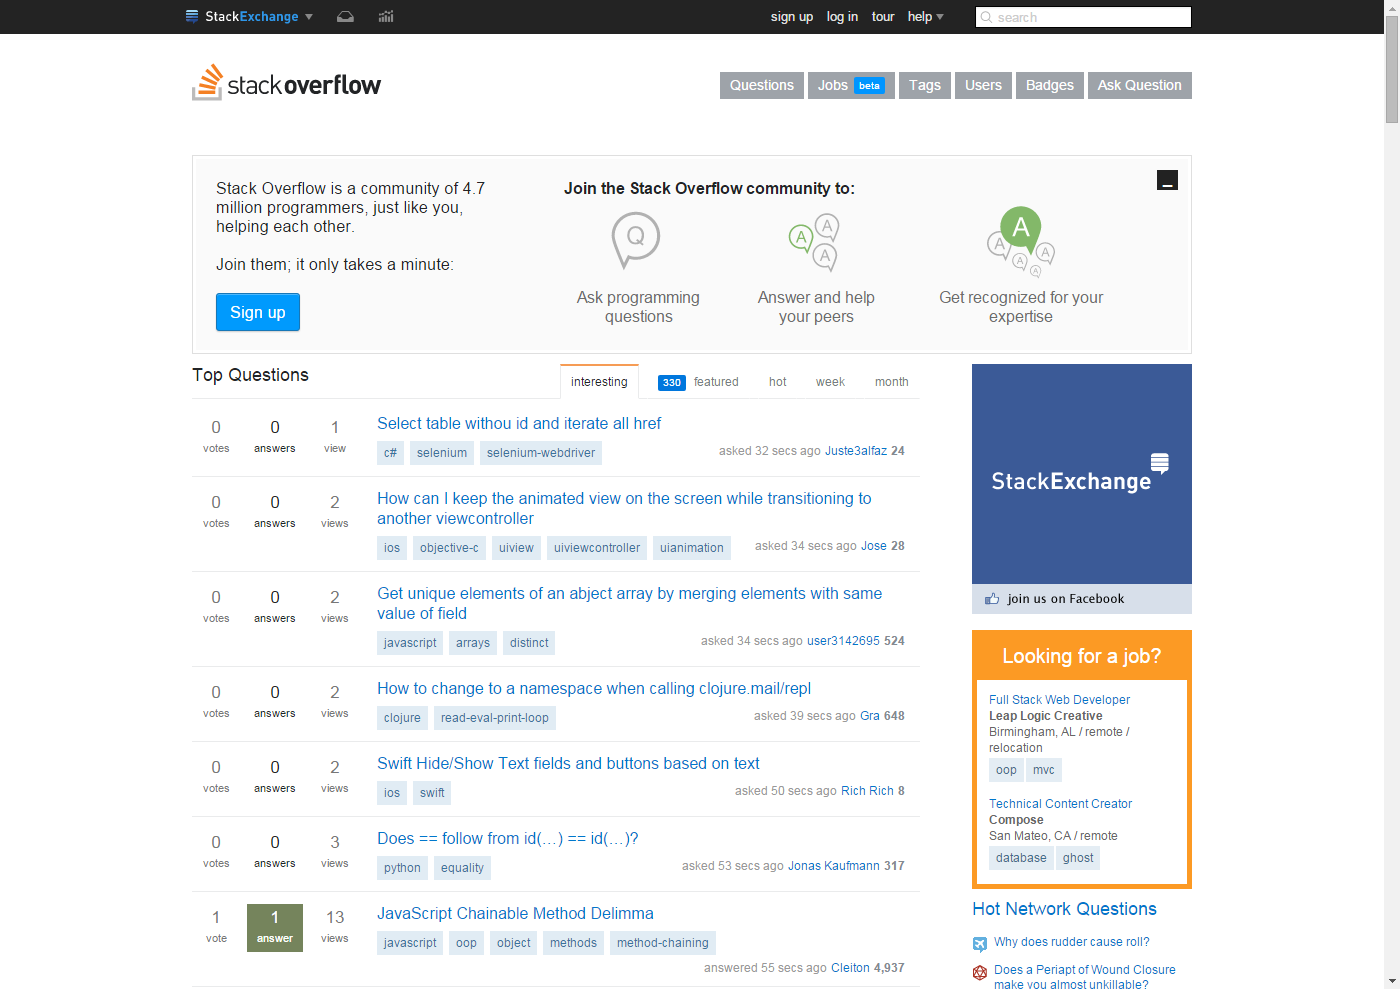 StackExchange
sign up log in tour help
search
stackoverflow
Questions Jobs beta Tags Users Badges Ask Question
Stack Overflow is a community of 4.7
million programmers, just like you,
helping each other.
Join them; it only takes a minute:
Sign up
Join the Stack Overflow community to:
Q
A
A
A
A
A
A
A
A
Ask programming
questions
Answer and help
your peers
Get recognized for your
expertise
Top Questions
interesting 330 featured hot week month
0 0 1
votes answers view
Select table withou id and iterate all href
c# selenium selenium-webdriver
asked 32 secs ago Juste3alfaz 24
0 0 2
votes answers views
How can I keep the animated view on the screen while transitioning to
another viewcontroller
ios objective-c uiview uiviewcontroller uianimation
asked 34 secs ago Jose 28
0 0 2
votes answers views
Get unique elements of an abject array by merging elements with same
value of field
javascript arrays distinct
asked 34 secs ago user3142695 524
0 0 2
votes answers views
How to change to a namespace when calling clojure.mail/repl
clojure read-eval-print-loop
asked 39 secs ago Gra 648
0 0 2
votes answers views
Swift Hide/Show Text fields and buttons based on text
ios swift
asked 50 secs ago Rich Rich 8
0 0 3
votes answers views
Does == follow from id(…) == id(…)?
python equality
asked 53 secs ago Jonas Kaufmann 317
1 1 13
vote answer views
JavaScript Chainable Method Delimma
javascript oop object methods method-chaining
answered 55 secs ago Cleiton 4,937
StackExchange
join us on Facebook
Looking for a job?
Full Stack Web Developer
Leap Logic Creative
Birmingham, AL / remote /
relocation
oop mvc
Technical Content Creator
Compose
San Mateo, CA / remote
database ghost
Hot Network Questions
Why does rudder cause roll?
Does a Periapt of Wound Closure
make you almost unkillable?